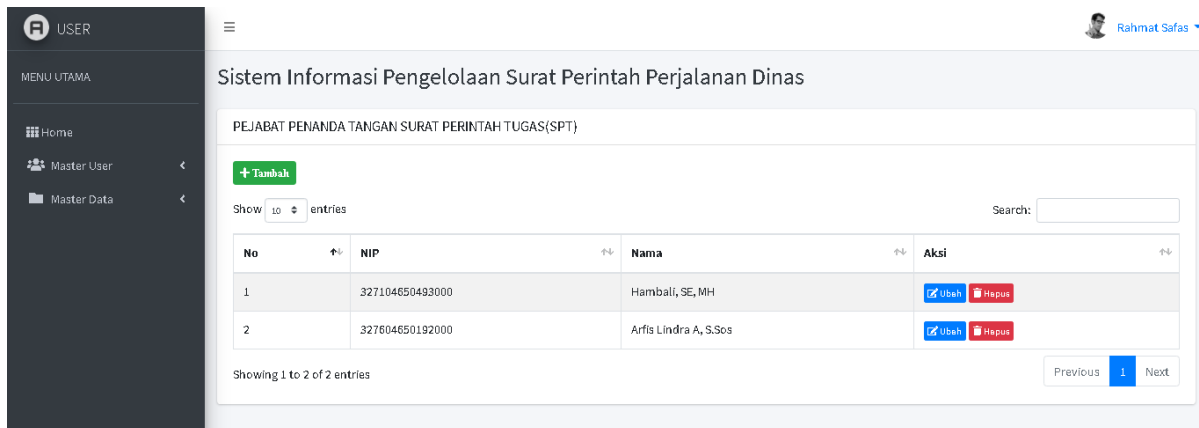 USER
Rahmat Safas
MENU UTAMA
Sistem Informasi Pengelolaan Surat Perintah Perjalanan Dinas
Home
Master User
Master Data
PEJABAT PENANDA TANGAN SURAT PERINTAH TUGAS(SPT)
+ Tambah
Show 10 entries Search:
No NIP Nama Aksi
1 327104650493000 Hambali, SE, MH Ubah Hapus
2 327604650192000 Arfis Lindra A, S.Sos Ubah Hapus
Showing 1 to 2 of 2 entries Previous 1 Next